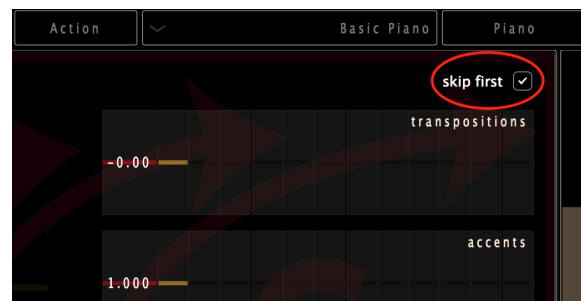 Action Basic Piano Piano
skip first
transpositions
-0.00
accents
1.000